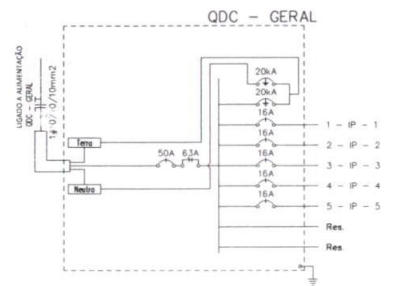 QDC - GERAL
LIGADO A ALIMENTAÇÃO
QDC - GERAL
Terra
Neutro
50A
63A
20kA
20kA
16A
16A
16A
16A
16A
1 - IP - 1
2 - IP - 2
3 - IP - 3
4 - IP - 4
5 - IP - 5
Res.
Res.